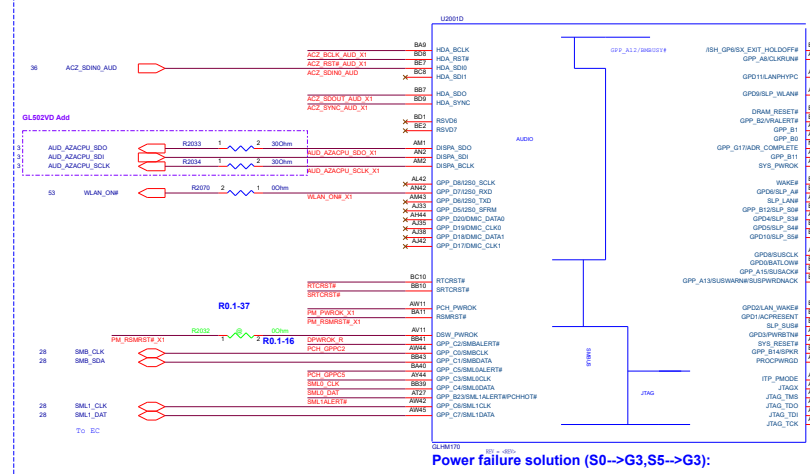 U2001D
BA9 HDA_BCLK
ACZ_BCLK_AUD_X1 BD8 HDA_RST#
ACZ_RST#_AUD_X1 BE7 HDA_SDI0
36 ACZ_SDIN0_AUD
ACZ_SDIN0_AUD BC8 HDA_SDI1
BB7 HDA_SDO
ACZ_SDOUT_AUD_X1 BD9 HDA_SYNC
ACZ_SYNC_AUD_X1
BD1 RSVD6
BE2 RSVD7
GL502VD Add
3 AUD_AZACPU_SDO R2033 1 2 30Ohm AM1 DISPA_SDO
3 AUD_AZACPU_SDI AUD_AZACPU_SDO_X1 AN2 DISPA_SDI
3 AUD_AZACPU_SCLK R2034 1 2 30Ohm AM2 DISPA_BCLK
AUD_AZACPU_SCLK_X1
AL42 GPP_D8/I2S0_SCLK
53 WLAN_ON# R2070 2 1 0Ohm AN42 GPP_D7/I2S0_RXD
WLAN_ON#_X1 AM43 GPP_D6/I2S0_TXD
AJ33 GPP_D5/I2S0_SFRM
AH44 GPP_D20/DMIC_DATA0
AJ35 GPP_D19/DMIC_CLK0
AJ38 GPP_D18/DMIC_DATA1
AJ42 GPP_D17/DMIC_CLK1
BC10 RTCRST#
RTCRST# BB10 SRTCRST#
SRTCRST#
R0.1-37
AW11 PCH_PWROK
PM_PWROK_X1 BA11 RSMRST#
PM_RSMRST#_X1
PM_RSMRST#_X1 R2032 1 @ 2 0Ohm AV11 DSW_PWROK
R0.1-16
DPWROK_R BB41 GPP_C2/SMBALERT#
28 SMB_CLK PCH_GPPC2 AW44 GPP_C0/SMBCLK
28 SMB_SDA BB43 GPP_C1/SMBDATA
BA40 GPP_C5/SML0ALERT#
PCH_GPPC5 AY44 GPP_C3/SML0CLK
SML0_CLK BB39 GPP_C4/SML0DATA
SML0_DAT AT27 GPP_B23/SML1ALERT#/PCHHOT#
28 SML1_CLK SML1ALERT# AW42 GPP_C6/SML1CLK
28 SML1_DAT AW45 GPP_C7/SML1DATA
To EC
GPP_A12/BMBUSY#
AUDIO
SMBUS
JTAG
/ISH_GP6/SX_EXIT_HOLDOFF#
GPP_A8/CLKRUN#
GPD11/LANPHYPC
GPD9/SLP_WLAN#
DRAM_RESET#
GPP_B2/VRALERT#
GPP_B1
GPP_B0
GPP_G17/ADR_COMPLETE
GPP_B11
SYS_PWROK
WAKE#
GPD6/SLP_A#
SLP_LAN#
GPP_B12/SLP_S0#
GPD4/SLP_S3#
GPD5/SLP_S4#
GPD10/SLP_S5#
GPD8/SUSCLK
GPD0/BATLOW#
GPP_A15/SUSACK#
GPP_A13/SUSWARN#/SUSPWRDNACK
GPD2/LAN_WAKE#
GPD1/ACPRESENT
SLP_SUS#
GPD3/PWRBTN#
SYS_RESET#
GPP_B14/SPKR
PROCPWRGD
ITP_PMODE
JTAGX
JTAG_TMS
JTAG_TDO
JTAG_TDI
JTAG_TCK
GLHM170
REV = <REV>
Power failure solution (S0-->G3,S5-->G3):